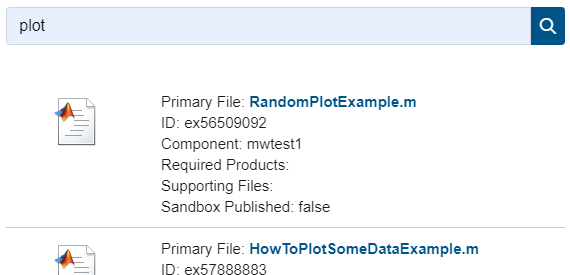 plot
Primary File: RandomPlotExample.m
ID: ex56509092
Component: mwtest1
Required Products:
Supporting Files:
Sandbox Published: false
Primary File: HowToPlotSomeDataExample.m
ID: ex57888883